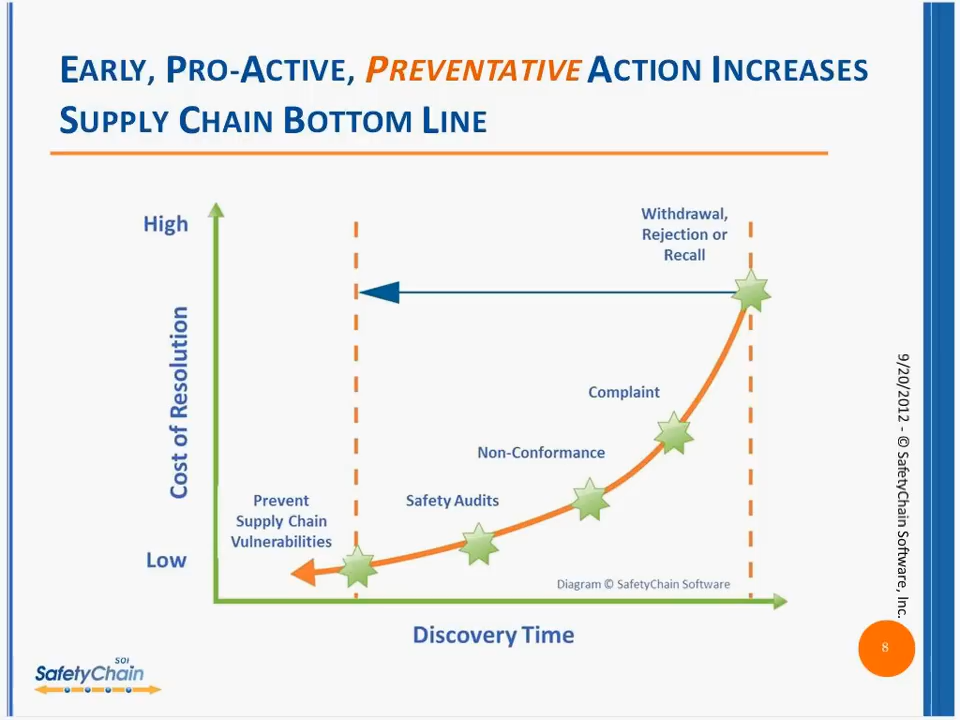 EARLY, PRO-ACTIVE, PREVENTATIVE ACTION INCREASES
SUPPLY CHAIN BOTTOM LINE
High
Withdrawal,
Rejection or
Recall
Cost of Resolution
Complaint
Non-Conformance
Safety Audits
Prevent
Supply Chain
Vulnerabilities
Low
Diagram © SafetyChain Software
Discovery Time
9/20/2012 - © SafetyChain Software, Inc.
8
SOI
SafetyChain